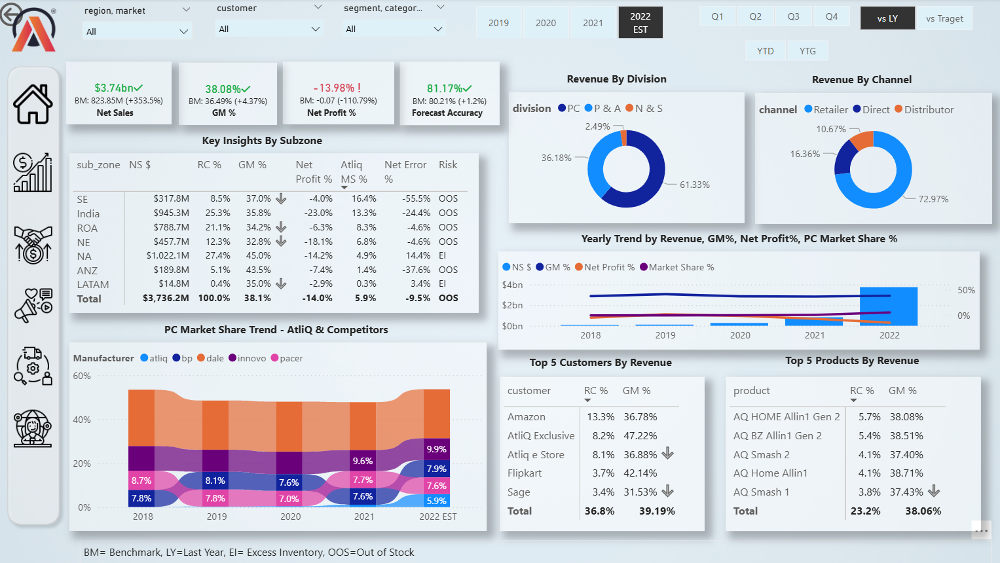 region, market
customer
segment, categor...
All
All
All
2019
2020
2021
2022
EST
Q1
Q2
Q3
Q4
vs LY
vs Traget
YTD
YTG
$3.74bn
BM: 823.85M (+353.5%)
Net Sales
38.08%
BM: 36.49% (+4.37%)
GM %
-13.98% !
BM: -0.07 (-110.79%)
Net Profit %
81.17%
BM: 80.21% (+1.2%)
Forecast Accuracy
Key Insights By Subzone
sub_zone NS $ RC % GM % Net Profit % Atliq MS % Net Error % Risk
SE $317.8M 8.5% 37.0% -4.0% 16.4% -55.5% OOS
India $945.3M 25.3% 35.8% -23.0% 13.3% -24.4% OOS
ROA $788.7M 21.1% 34.2% -6.3% 8.3% -4.6% OOS
NE $457.7M 12.3% 32.8% -18.1% 6.8% -4.6% OOS
NA $1,022.1M 27.4% 45.0% -14.2% 4.9% 14.4% EI
ANZ $189.8M 5.1% 43.5% -7.4% 1.4% -37.6% OOS
LATAM $14.8M 0.4% 35.0% -2.9% 0.3% 3.4% EI
Total $3,736.2M 100.0% 38.1% -14.0% 5.9% -9.5% OOS
Revenue By Division
division PC P & A N & S
2.49%
36.18%
61.33%
Revenue By Channel
channel Retailer Direct Distributor
10.67%
16.36%
72.97%
Yearly Trend by Revenue, GM%, Net Profit%, PC Market Share %
NS $ GM % Net Profit % Market Share %
$4bn
$2bn
$0bn
50%
0%
2018 2019 2020 2021 2022
PC Market Share Trend - AtliQ & Competitors
Manufacturer atliq bp dale innovo pacer
60%
40%
20%
0%
8.7%
7.8%
8.1%
7.8%
7.6%
7.0%
9.6%
7.7%
7.6%
9.9%
7.9%
7.6%
5.9%
2018 2019 2020 2021 2022 EST
Top 5 Customers By Revenue
customer RC % GM %
Amazon 13.3% 36.78%
AtliQ Exclusive 8.2% 47.22%
Atliq e Store 8.1% 36.88%
Flipkart 3.7% 42.14%
Sage 3.4% 31.53%
Total 36.8% 39.19%
Top 5 Products By Revenue
product RC % GM %
AQ HOME Allin1 Gen 2 5.7% 38.08%
AQ BZ Allin1 Gen 2 5.4% 38.51%
AQ Smash 2 4.1% 37.40%
AQ Home Allin1 4.1% 38.71%
AQ Smash 1 3.8% 37.43%
Total 23.2% 38.06%
BM= Benchmark, LY=Last Year, EI= Excess Inventory, OOS=Out of Stock